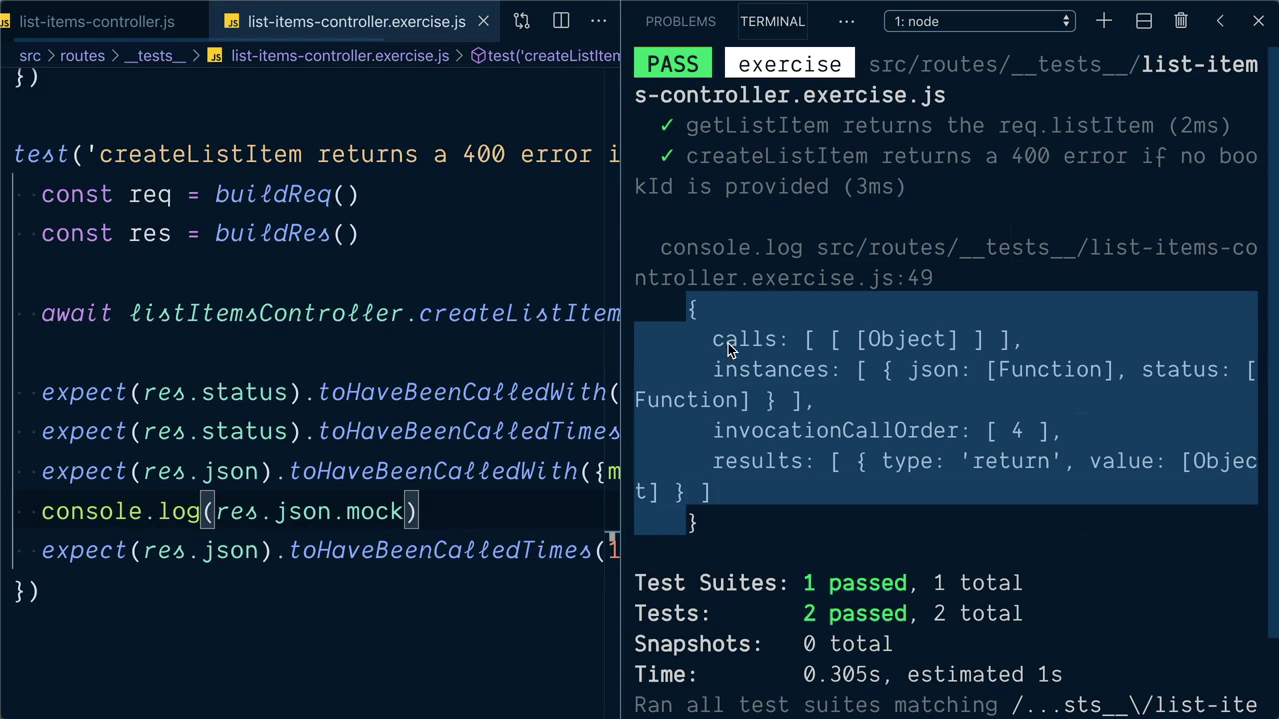 list-items-controller.js
list-items-controller.exercise.js
src › routes › __tests__ › list-items-controller.exercise.js › test('createListItem
})
test('createListItem returns a 400 error i
const req = buildReq()
const res = buildRes()
await listItemsController.createListItem
expect(res.status).toHaveBeenCalledWith(
expect(res.status).toHaveBeenCalledTimes
expect(res.json).toHaveBeenCalledWith({m
console.log(res.json.mock)
expect(res.json).toHaveBeenCalledTimes(1
})
PROBLEMS TERMINAL ··· 1: node
PASS exercise src/routes/__tests__/list-item
s-controller.exercise.js
✓ getListItem returns the req.listItem (2ms)
✓ createListItem returns a 400 error if no boo
kId is provided (3ms)
console.log src/routes/__tests__/list-items-co
ntroller.exercise.js:49
{
calls: [ [ [Object] ] ],
instances: [ { json: [Function], status: [
Function] } ],
invocationCallOrder: [ 4 ],
results: [ { type: 'return', value: [Objec
t] } ]
}
Test Suites: 1 passed, 1 total
Tests: 2 passed, 2 total
Snapshots: 0 total
Time: 0.305s, estimated 1s
Ran all test suites matching /...sts__\/list-ite